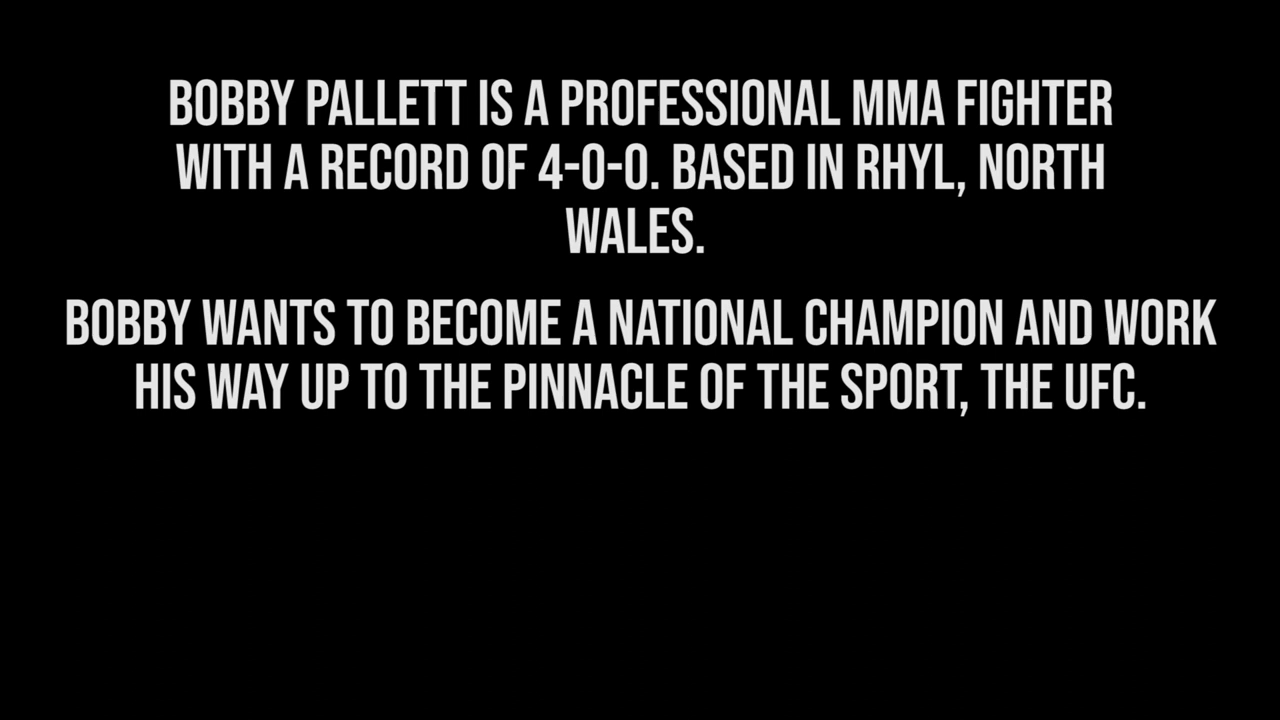 BOBBY PALLETT IS A PROFESSIONAL MMA FIGHTER
WITH A RECORD OF 4-0-0. BASED IN RHYL, NORTH
WALES.
BOBBY WANTS TO BECOME A NATIONAL CHAMPION AND WORK
HIS WAY UP TO THE PINNACLE OF THE SPORT, THE UFC.